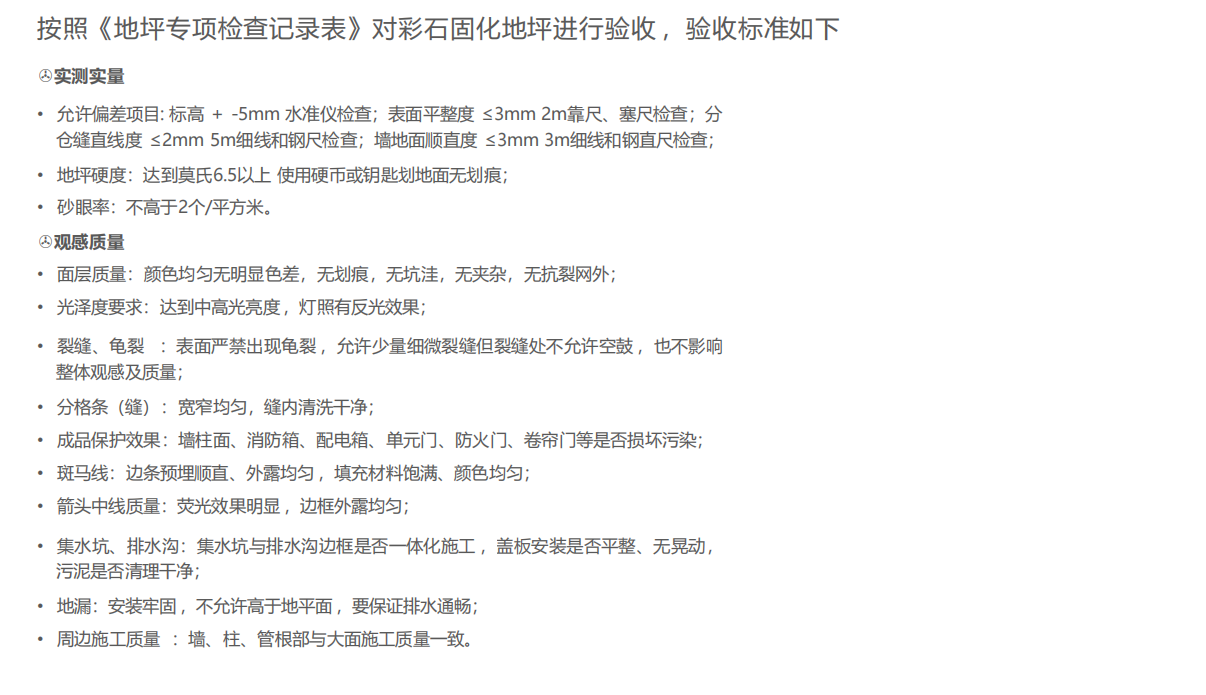 按照《地坪专项检查记录表》对彩石固化地坪进行验收，验收标准如下
✇实测实量
• 允许偏差项目: 标高 + -5mm 水准仪检查；表面平整度 ≤3mm 2m靠尺、塞尺检查；分
仓缝直线度 ≤2mm 5m细线和钢尺检查；墙地面顺直度 ≤3mm 3m细线和钢直尺检查；
• 地坪硬度：达到莫氏6.5以上 使用硬币或钥匙划地面无划痕；
• 砂眼率：不高于2个/平方米。
✇观感质量
• 面层质量：颜色均匀无明显色差，无划痕，无坑洼，无夹杂，无抗裂网外；
• 光泽度要求：达到中高光亮度，灯照有反光效果；
• 裂缝、龟裂 ：表面严禁出现龟裂，允许少量细微裂缝但裂缝处不允许空鼓，也不影响
整体观感及质量；
• 分格条（缝）：宽窄均匀，缝内清洗干净；
• 成品保护效果：墙柱面、消防箱、配电箱、单元门、防火门、卷帘门等是否损坏污染；
• 斑马线：边条预埋顺直、外露均匀，填充材料饱满、颜色均匀；
• 箭头中线质量：荧光效果明显，边框外露均匀；
• 集水坑、排水沟：集水坑与排水沟边框是否一体化施工，盖板安装是否平整、无晃动，
污泥是否清理干净；
• 地漏：安装牢固，不允许高于地平面，要保证排水通畅；
• 周边施工质量 ：墙、柱、管根部与大面施工质量一致。